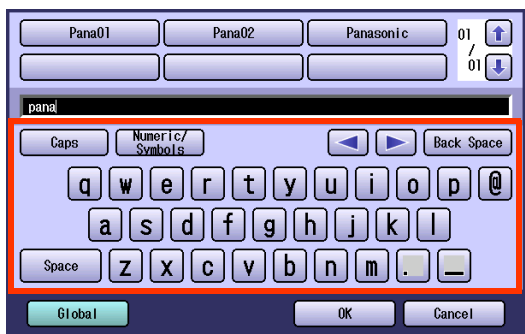 Pana01 Pana02 Panasonic 01
/
01
pana
Caps Numeric/
Symbols Back Space
q w e r t y u i o p @
a s d f g h j k l
Space z x c v b n m . _
Global OK Cancel